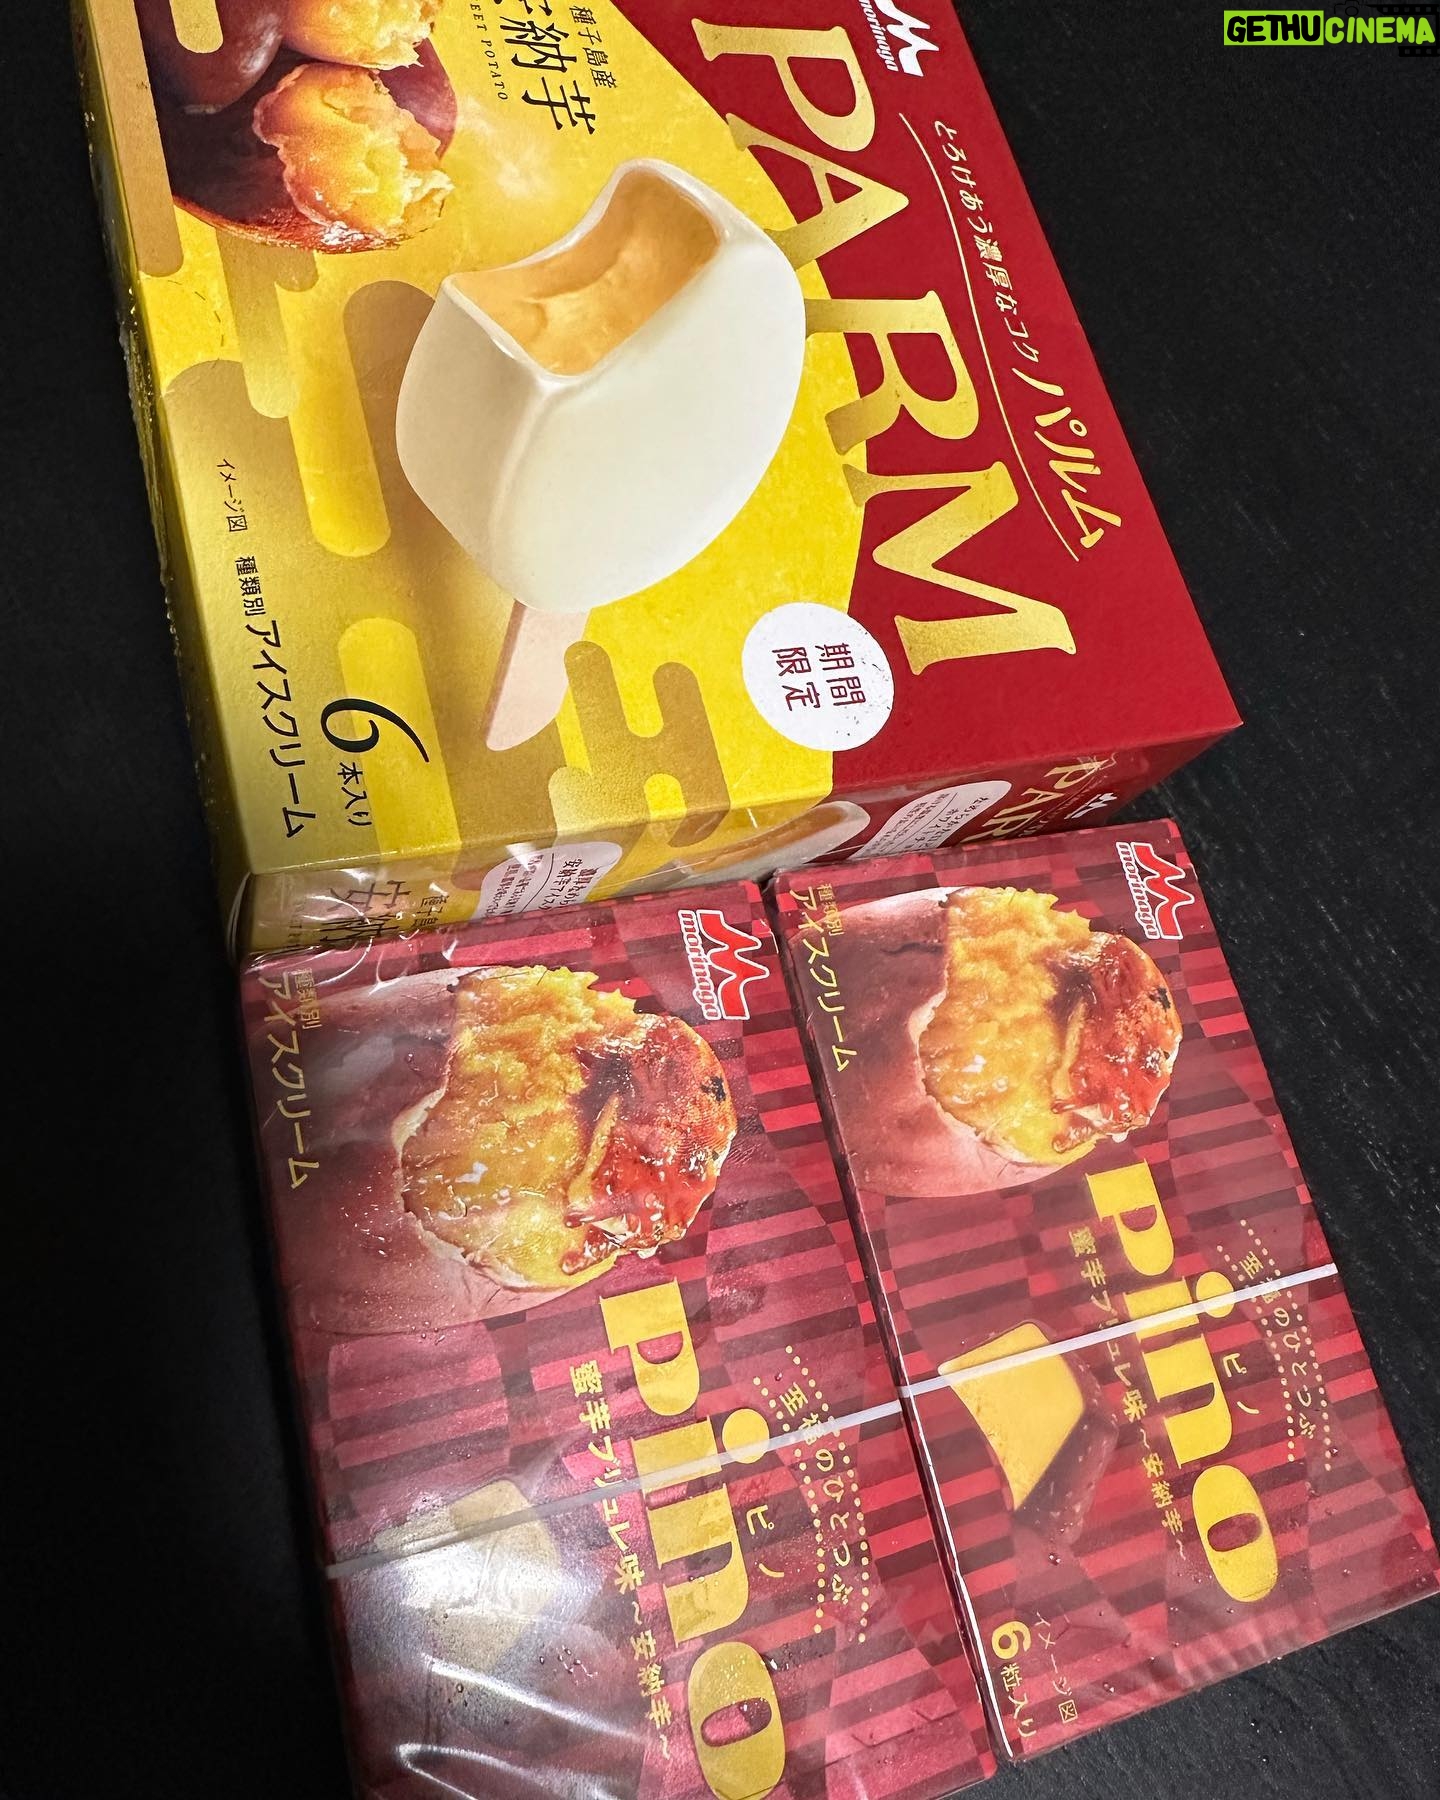 GETHUCINEMA
morinaga
とろけあう濃厚なコク パルム
PARM
種子島産
安納芋
期間
限定
イメージ図
種類別 アイスクリーム
6本入り
PARM
morinaga
種類別
アイスクリーム
至福のひとつぶ
ピノ
pino
蜜芋ブリュレ味～安納芋～
morinaga
種類別
アイスクリーム
至福のひとつぶ
ピノ
pino
蜜芋ブリュレ味～安納芋～
イメージ図
6粒入り